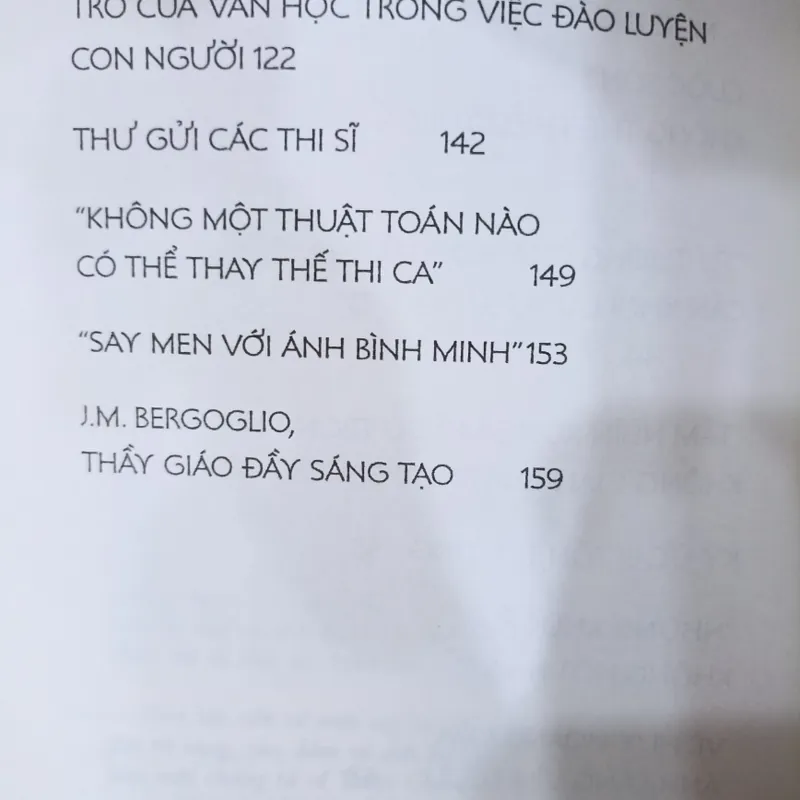 TRÒ CỦA VĂN HỌC TRONG VIỆC ĐÀO LUYỆN
CON NGƯỜI 122
THƯ GỬI CÁC THI SĨ 142
“KHÔNG MỘT THUẬT TOÁN NÀO
CÓ THỂ THAY THẾ THI CA” 149
“SAY MEN VỚI ÁNH BÌNH MINH” 153
J.M. BERGOGLIO,
THẦY GIÁO ĐẦY SÁNG TẠO 159